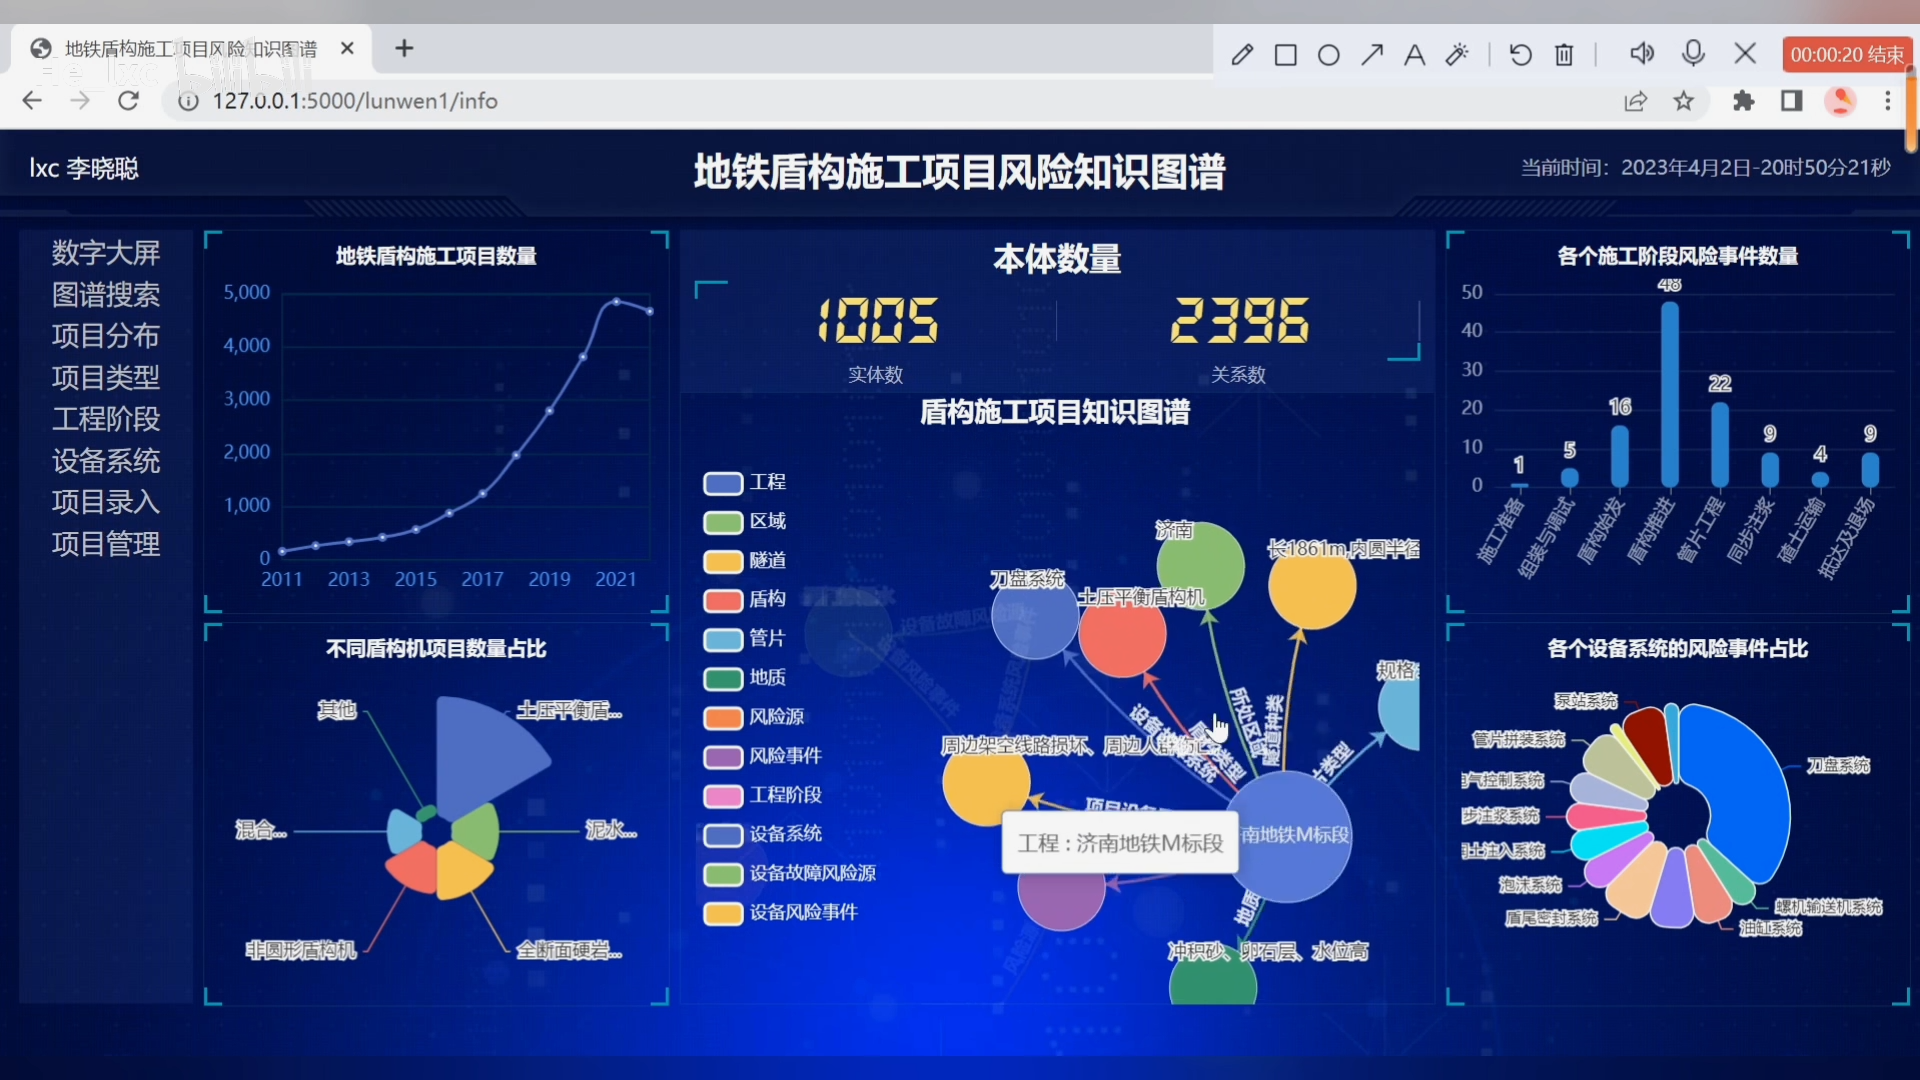 地铁盾构施工项目风险知识图谱
00:00:20 结束
127.0.0.1:5000/lunwen1/info
lxc 李晓聪
地铁盾构施工项目风险知识图谱
当前时间：2023年4月2日-20时50分21秒
数字大屏
图谱搜索
项目分布
项目类型
工程阶段
设备系统
项目录入
项目管理
地铁盾构施工项目数量
5,000
4,000
3,000
2,000
1,000
0
2011 2013 2015 2017 2019 2021
不同盾构机项目数量占比
其他
土压平衡盾...
混合...
泥水...
非圆形盾构机
全断面硬岩...
本体数量
1005 2396
实体数 关系数
盾构施工项目知识图谱
工程
区域
隧道
盾构
管片
地质
风险源
风险事件
工程阶段
设备系统
设备故障风险源
设备风险事件
济南
长1861m,内圆半径
刀盘系统
土压平衡盾构机
规格
所处区域
隧道种类
周边架空线路损坏、周边人
工程 : 济南地铁M标段
南地铁M标段
地质
冲积砂、卵石层、水位高
各个施工阶段风险事件数量
50
40
30
20
10
0
1
5
16
48
22
9
4
9
施工准备
组装与调试
盾构始发
盾构推进
管片工程
同步注浆
碴土运输
抵达及退场
各个设备系统的风险事件占比
泵站系统
管片拼装系统
刀盘系统
气控制系统
步注浆系统
土注入系统
泡沫系统
盾尾密封系统
螺机输送机系统
油缸系统